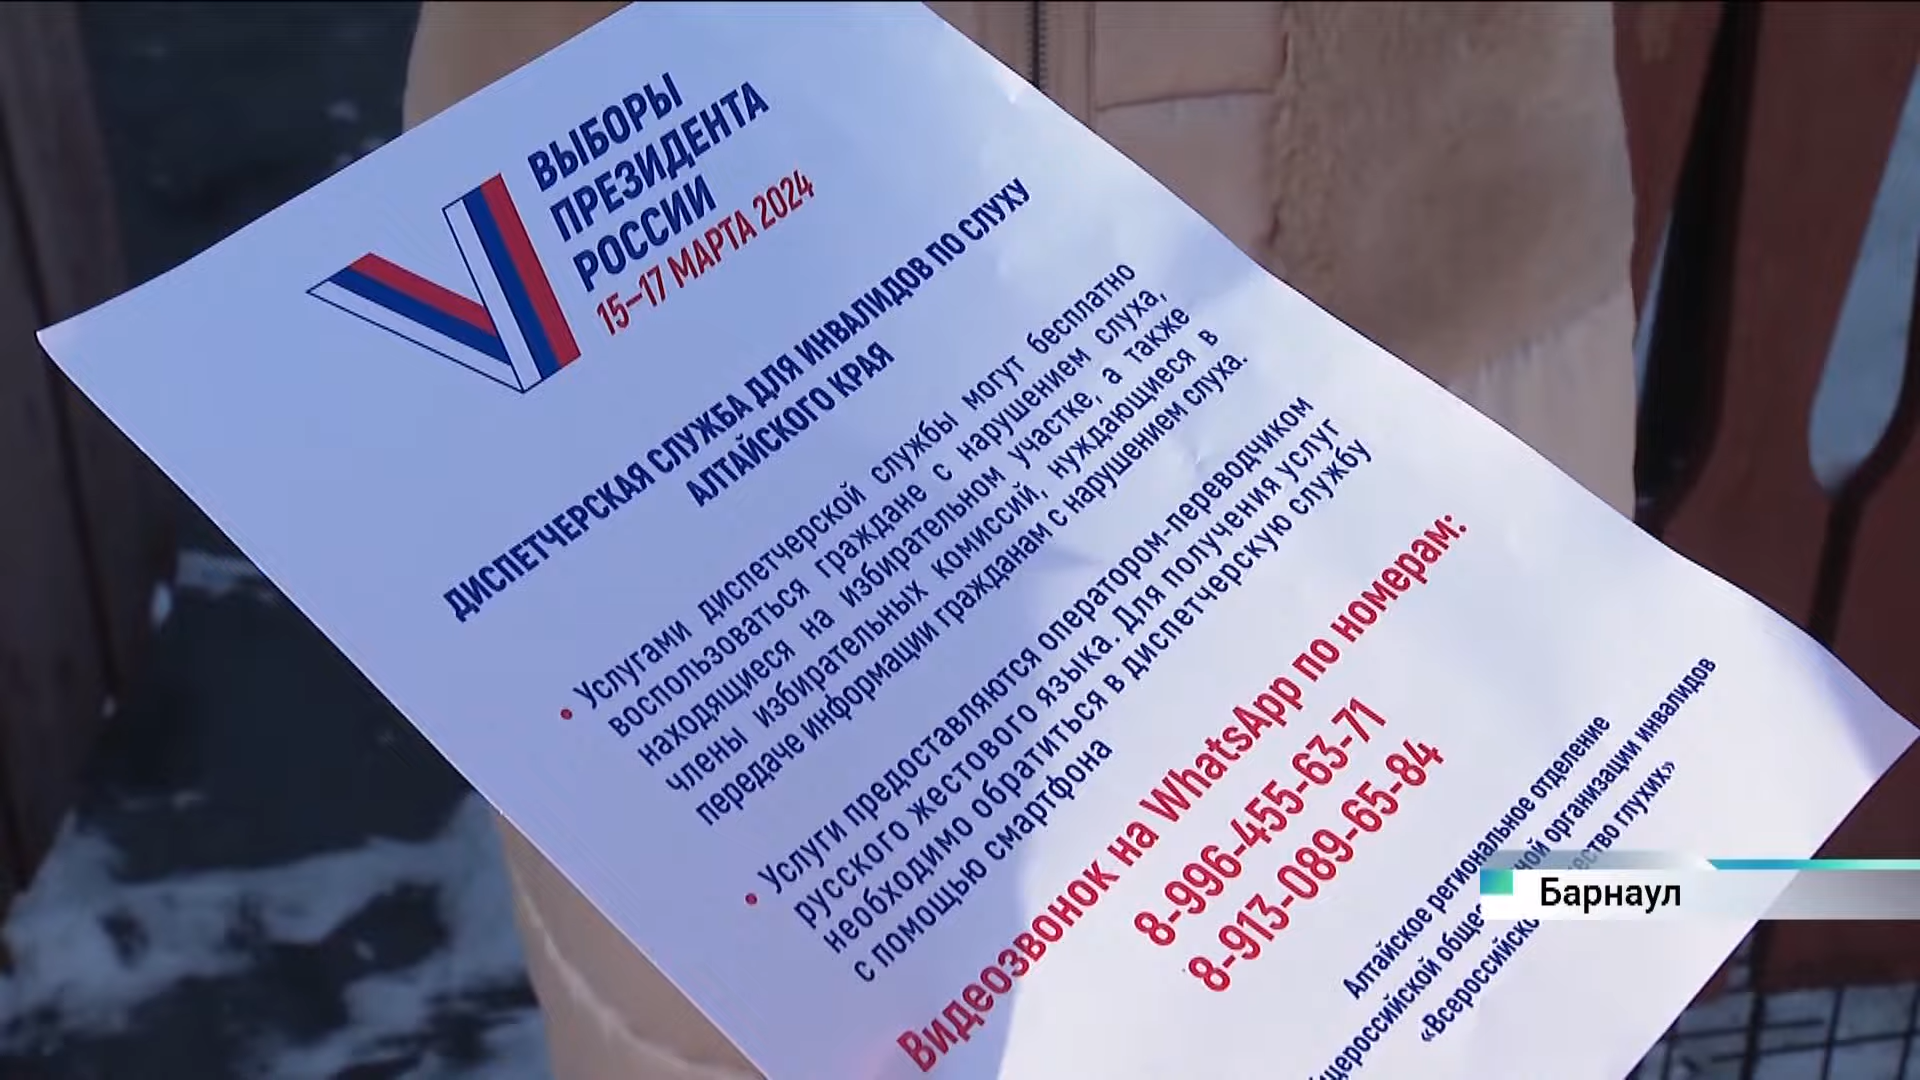 ВЫБОРЫ
ПРЕЗИДЕНТА
РОССИИ
15–17 МАРТА 2024
ДИСПЕТЧЕРСКАЯ СЛУЖБА ДЛЯ ИНВАЛИДОВ ПО СЛУХУ
АЛТАЙСКОГО КРАЯ
• Услугами диспетчерской службы могут бесплатно
воспользоваться граждане с нарушением слуха,
находящиеся на избирательном участке, а также
члены избирательных комиссий, нуждающиеся в
передаче информации гражданам с нарушением слуха.
• Услуги предоставляются оператором-переводчиком
русского жестового языка. Для получения услуг
необходимо обратиться в диспетчерскую службу
с помощью смартфона
Видеозвонок на WhatsApp по номерам:
8-996-455-63-71
8-913-089-65-84
Алтайское региональное отделение
организации инвалидов
глухих»
Барнаул